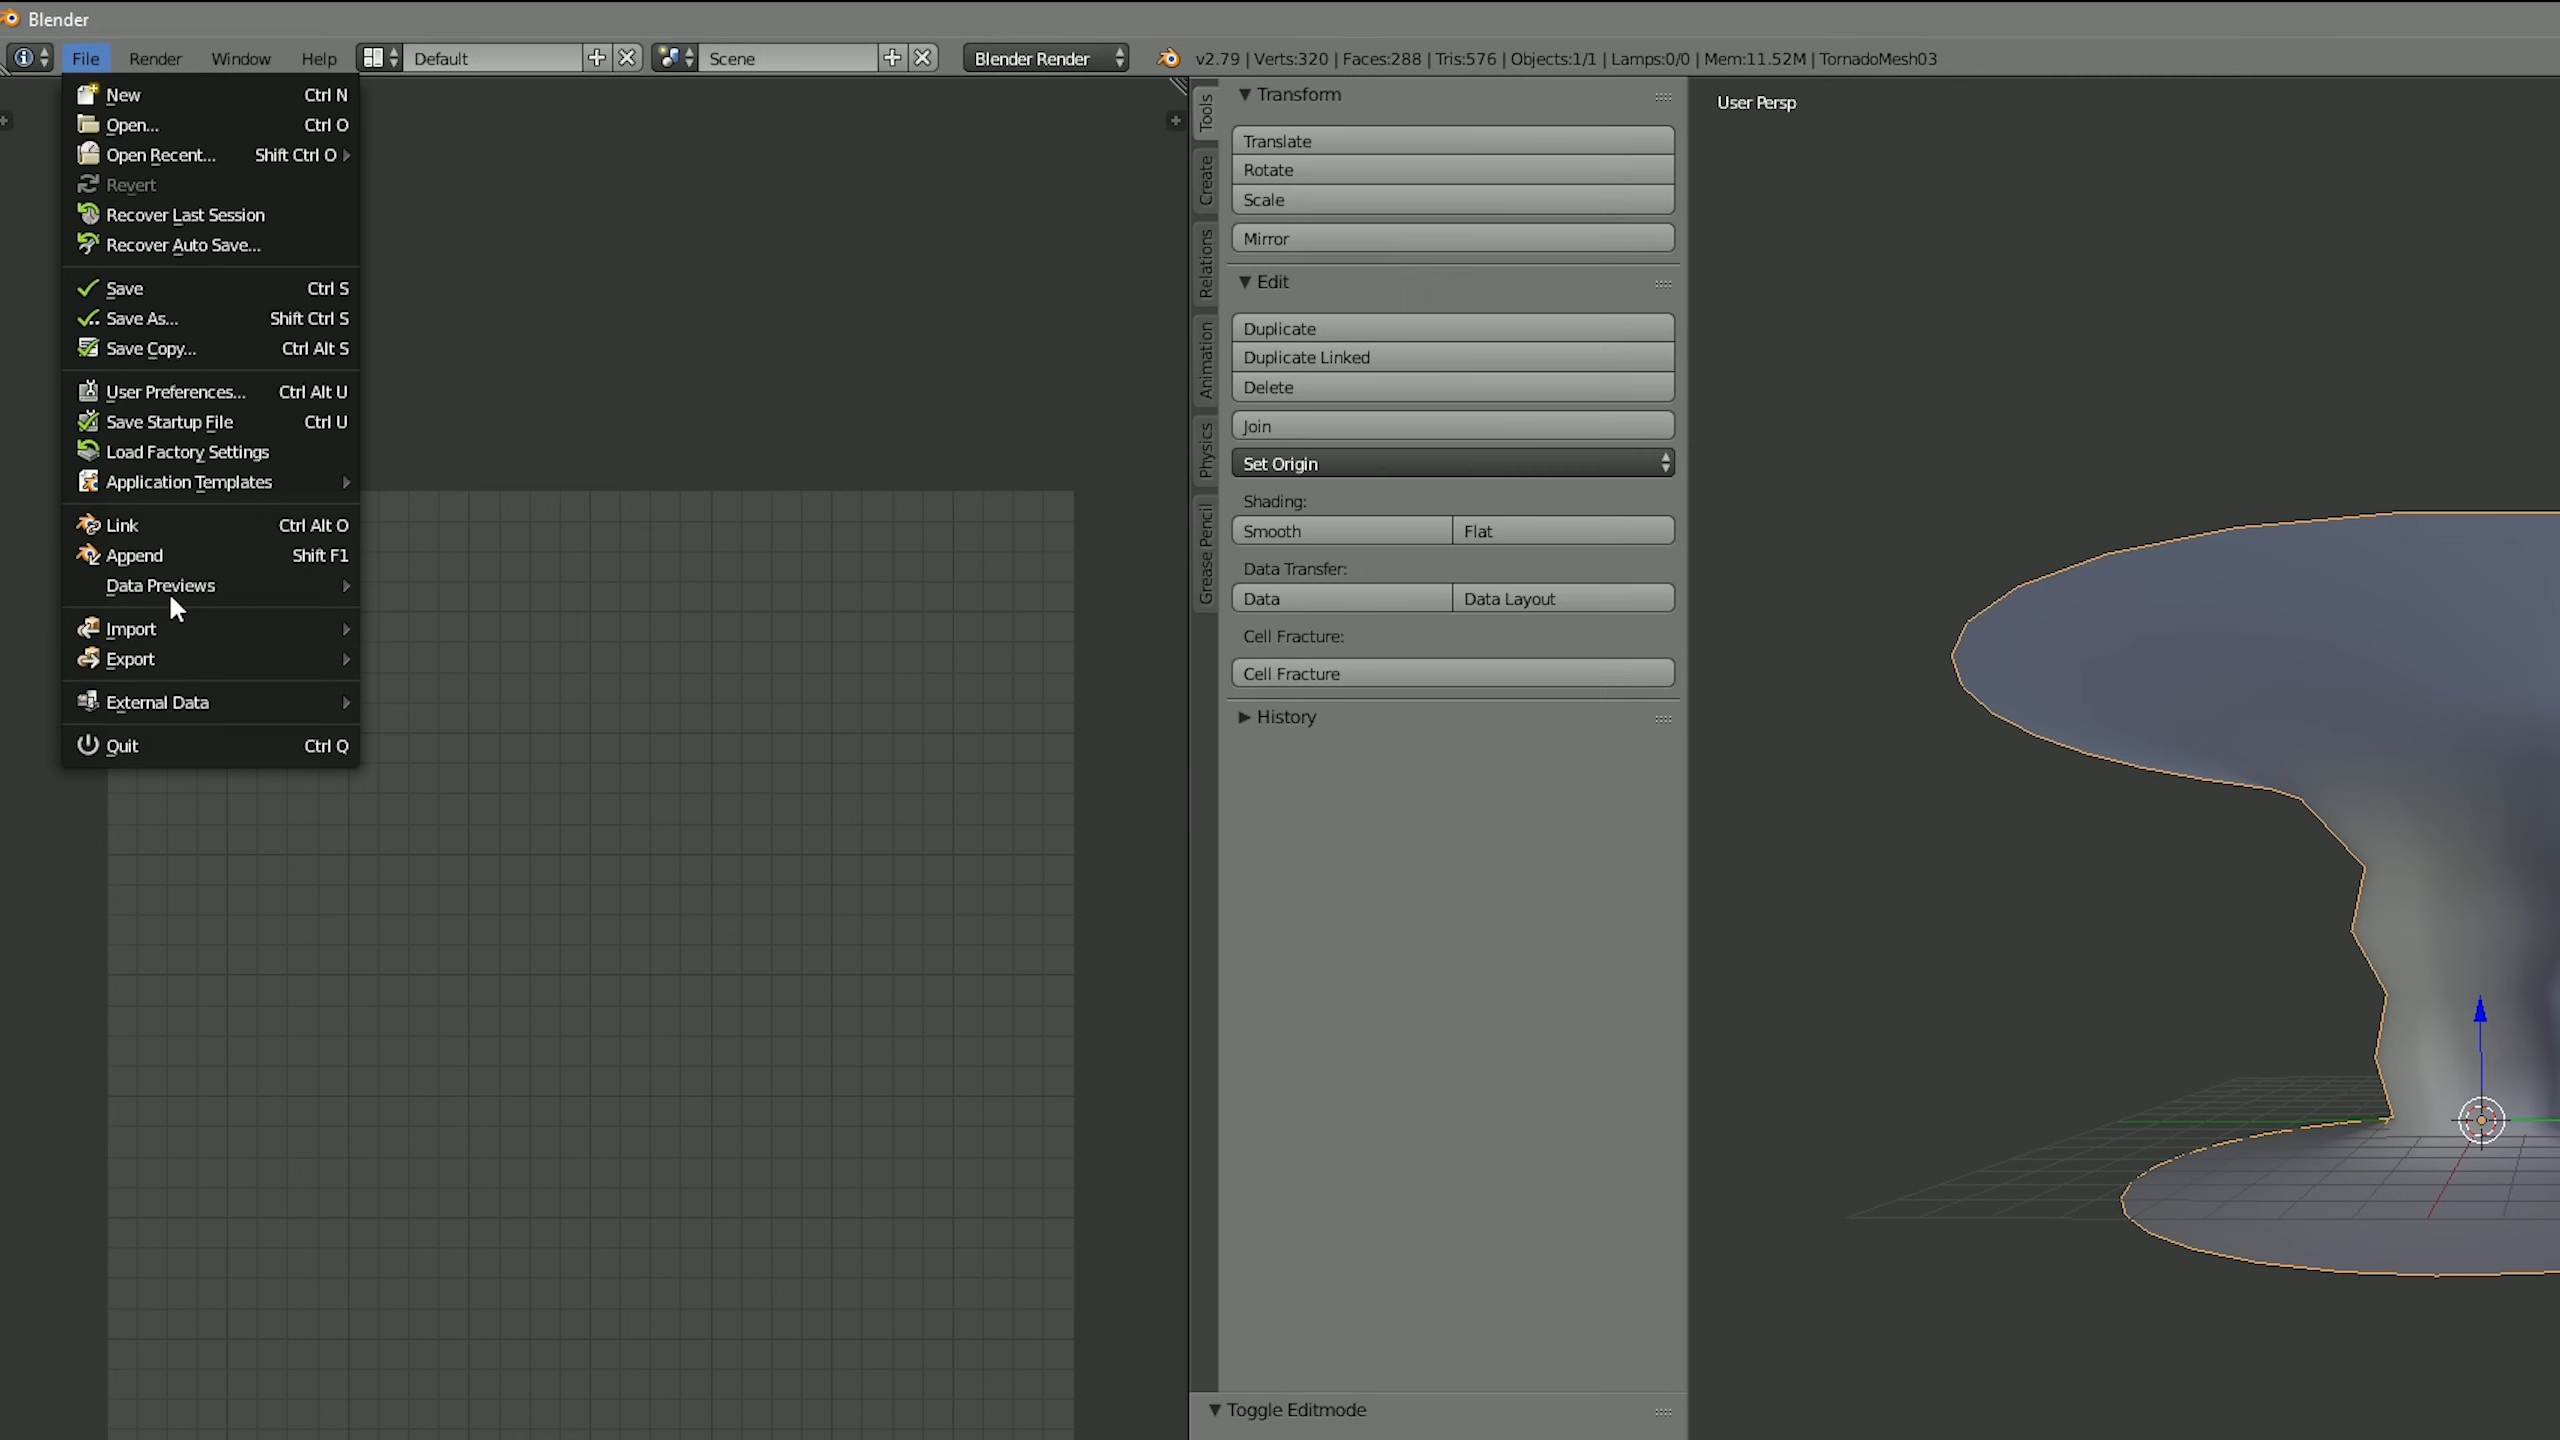 Blender
File Render Window Help Default Scene Blender Render v2.79 | Verts:320 | Faces:288 | Tris:576 | Objects:1/1 | Lamps:0/0 | Mem:11.52M | TornadoMesh03
New Ctrl N
Open... Ctrl O
Open Recent... Shift Ctrl O
Revert
Recover Last Session
Recover Auto Save...
Save Ctrl S
Save As... Shift Ctrl S
Save Copy... Ctrl Alt S
User Preferences... Ctrl Alt U
Save Startup File Ctrl U
Load Factory Settings
Application Templates
Link Ctrl Alt O
Append Shift F1
Data Previews
Import
Export
External Data
Quit Ctrl Q
Tools
Create
Relations
Animation
Physics
Grease Pencil
Transform
Translate
Rotate
Scale
Mirror
Edit
Duplicate
Duplicate Linked
Delete
Join
Set Origin
Shading:
Smooth Flat
Data Transfer:
Data Data Layout
Cell Fracture:
Cell Fracture
History
Toggle Editmode
User Persp